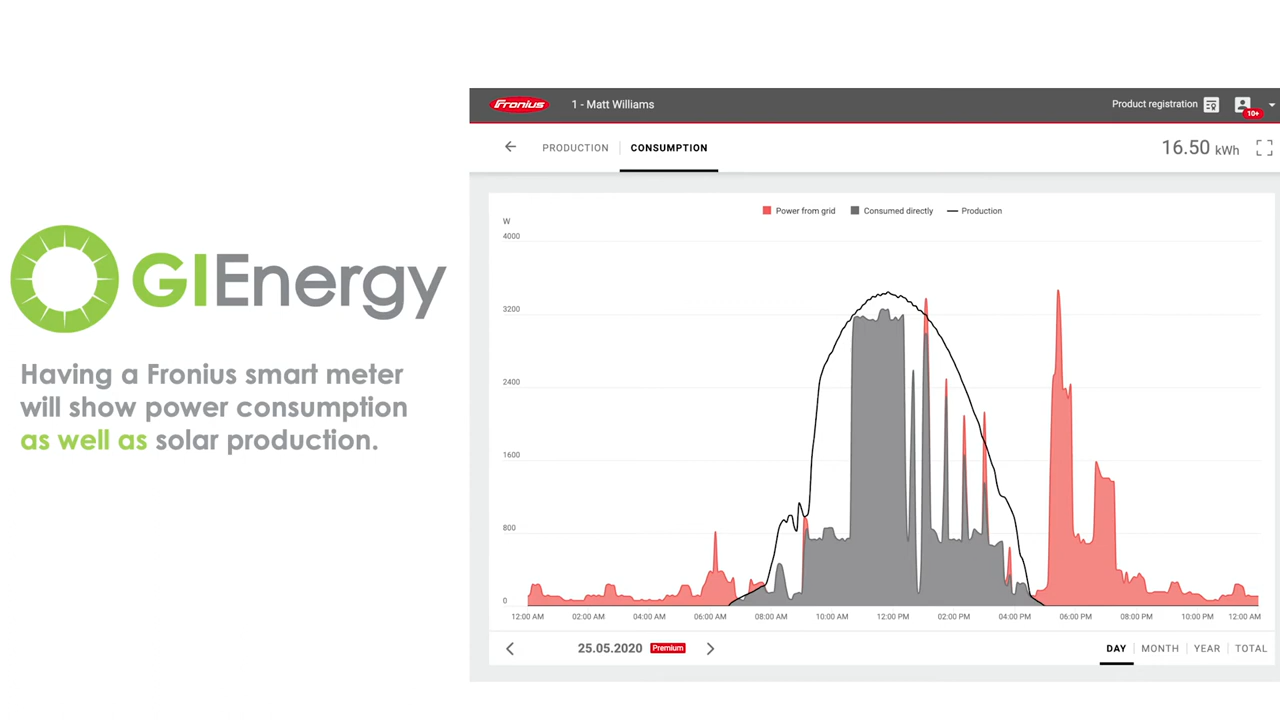 GIEnergy
Having a Fronius smart meter
will show power consumption
as well as solar production.
Fronius
1 - Matt Williams
Product registration
10+
PRODUCTION
CONSUMPTION
16.50 kWh
Power from grid
Consumed directly
Production
W
4000
3200
2400
1600
800
0
12:00 AM 02:00 AM 04:00 AM 06:00 AM 08:00 AM 10:00 AM 12:00 PM 02:00 PM 04:00 PM 06:00 PM 08:00 PM 10:00 PM 12:00 AM
25.05.2020 Premium
DAY MONTH YEAR TOTAL